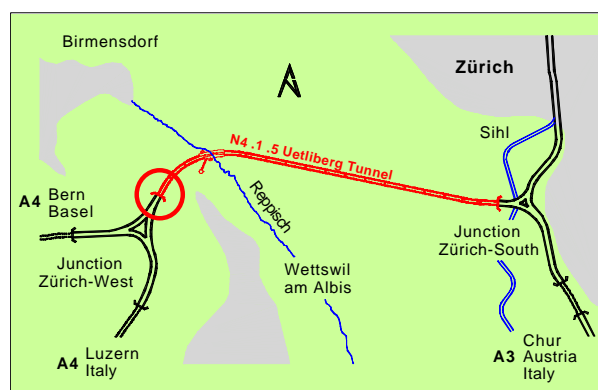 Birmensdorf
Zürich
Sihl
N4 .1 .5 Uetliberg Tunnel
A4 Bern
Basel
Reppisch
Junction
Zürich-West
Junction
Zürich-South
Wettswil
am Albis
A4 Luzern
Italy
A3 Chur
Austria
Italy